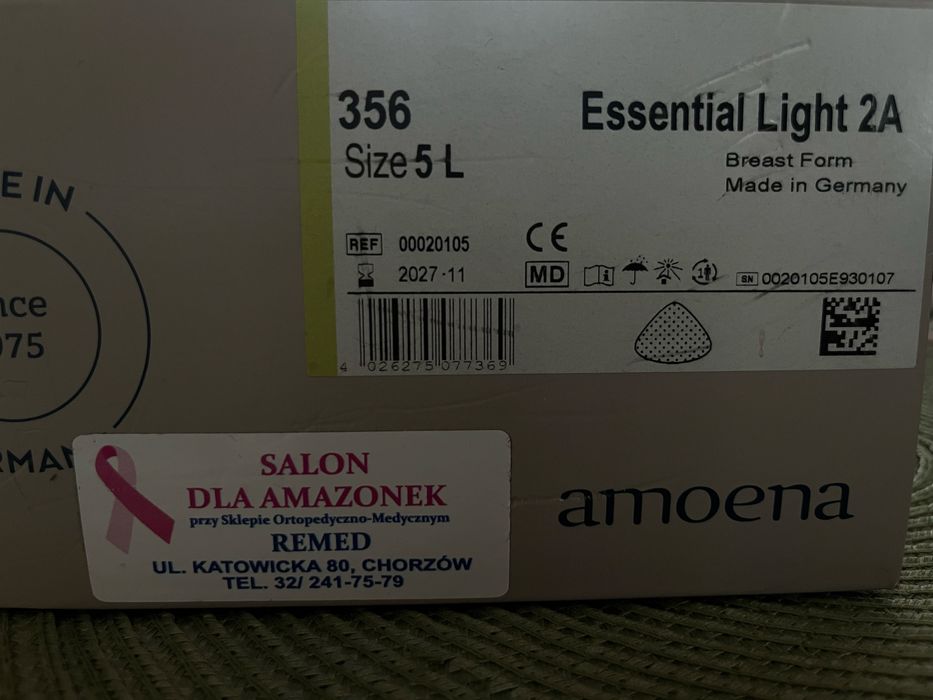 356
Essential Light 2A
Size 5 L
Breast Form
Made in Germany
REF 00020105
CE
2027-11
MD
SN 0020105E930107
4 026275 077369
E IN
nce
975
RMAN
SALON
DLA AMAZONEK
przy Sklepie Ortopedyczno-Medycznym
REMED
UL. KATOWICKA 80, CHORZÓW
TEL. 32/ 241-75-79
amoena